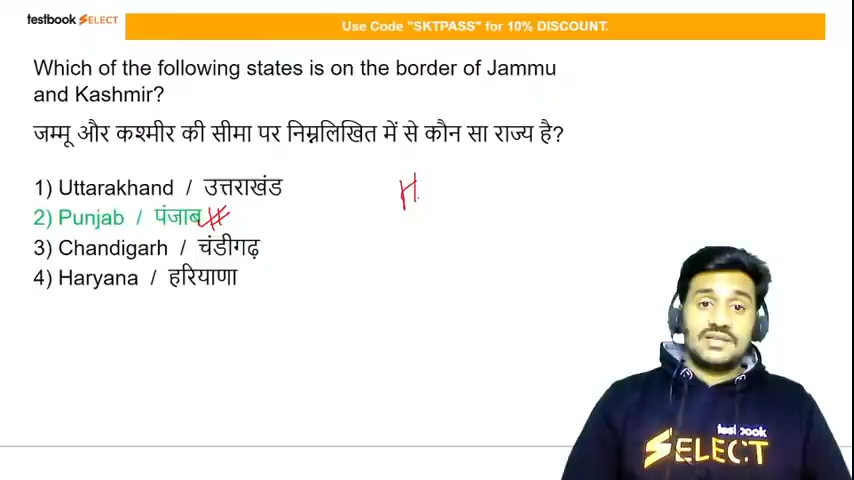 testbook SELECT
Use Code "SKTPASS" for 10% DISCOUNT.
Which of the following states is on the border of Jammu
and Kashmir?
जम्मू और कश्मीर की सीमा पर निम्नलिखित में से कौन सा राज्य है?
1) Uttarakhand / उत्तराखंड
H
2) Punjab / पंजाब
3) Chandigarh / चंडीगढ़
4) Haryana / हरियाणा
testbook
SELECT